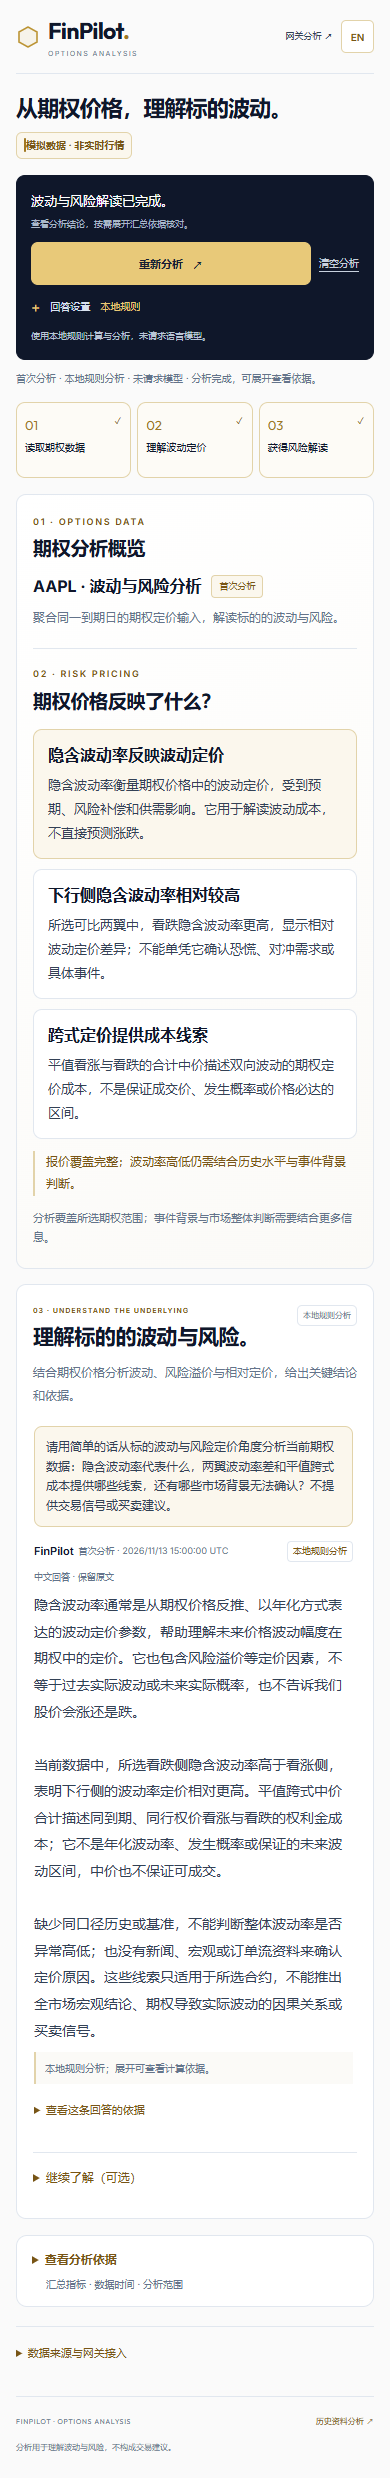 FinPilot.
OPTIONS ANALYSIS
网关分析 ↗
EN
从期权价格，理解标的波动。
模拟数据 · 非实时行情
波动与风险解读已完成。
查看分析结论，按需展开汇总依据核对。
重新分析 ↗
清空分析
+ 回答设置 本地规则
使用本地规则计算与分析，未请求语言模型。
首次分析 · 本地规则分析 · 未请求模型 · 分析完成，可展开查看依据。
01 ✓
读取期权数据
02 ✓
理解波动定价
03 ✓
获得风险解读
01 · OPTIONS DATA
期权分析概览
AAPL · 波动与风险分析 首次分析
聚合同一到期日的期权定价输入，解读标的的波动与风险。
02 · RISK PRICING
期权价格反映了什么？
隐含波动率反映波动定价
隐含波动率衡量期权价格中的波动定价，受到预
期、风险补偿和供需影响。它用于解读波动成本，
不直接预测涨跌。
下行侧隐含波动率相对较高
所选可比两翼中，看跌隐含波动率更高，显示相对
波动定价差异；不能单凭它确认恐慌、对冲需求或
具体事件。
跨式定价提供成本线索
平值看涨与看跌的合计中价描述双向波动的期权定
价成本，不是保证成交价、发生概率或价格必达的
区间。
报价覆盖完整；波动率高低仍需结合历史水平与事件背景
判断。
分析覆盖所选期权范围；事件背景与市场整体判断需要结合更多信
息。
03 · UNDERSTAND THE UNDERLYING
本地规则分析
理解标的的波动与风险。
结合期权价格分析波动、风险溢价与相对定价，给出关键结论
和依据。
请用简单的话从标的波动与风险定价角度分析当前期权
数据：隐含波动率代表什么，两翼波动率差和平值跨式
成本提供哪些线索，还有哪些市场背景无法确认？不提
供交易信号或买卖建议。
FinPilot 首次分析 · 2026/11/13 15:00:00 UTC
本地规则分析
中文回答 · 保留原文
隐含波动率通常是从期权价格反推、以年化方式表
达的波动定价参数，帮助理解未来价格波动幅度在
期权中的定价。它也包含风险溢价等定价因素，不
等于过去实际波动或未来实际概率，也不告诉我们
股价会涨还是跌。
当前数据中，所选看跌侧隐含波动率高于看涨侧，
表明下行侧的波动率定价相对更高。平值跨式中价
合计描述同到期、同行权价看涨与看跌的权利金成
本；它不是年化波动率、发生概率或保证的未来波
动区间，中价也不保证可成交。
缺少同口径历史或基准，不能判断整体波动率是否
异常高低；也没有新闻、宏观或订单流资料来确认
定价原因。这些线索只适用于所选合约，不能推出
全市场宏观结论、期权导致实际波动的因果关系或
买卖信号。
本地规则分析；展开可查看计算依据。
▶ 查看这条回答的依据
▶ 继续了解（可选）
▶ 查看分析依据
汇总指标 · 数据时间 · 分析范围
▶ 数据来源与网关接入
FINPILOT · OPTIONS ANALYSIS
历史资料分析 ↗
分析用于理解波动与风险，不构成交易建议。